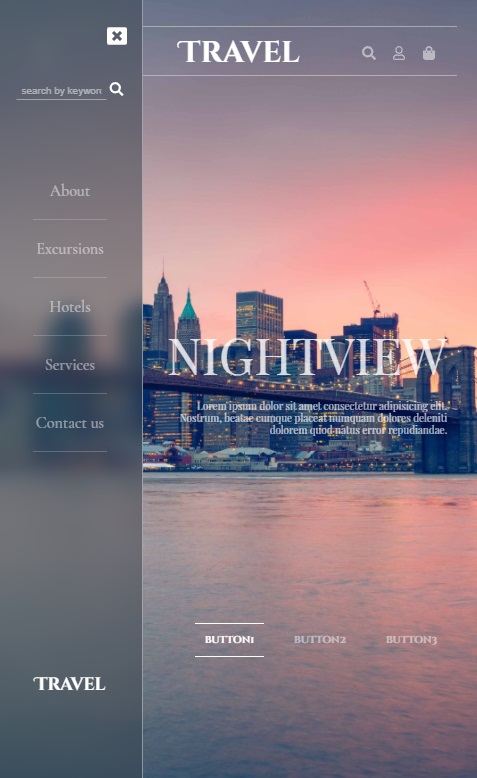 TRAVEL
search by keywor
About
Excursions
Hotels
Services
Contact us
TRAVEL
NIGHTVIEW
Lorem ipsum dolor sit amet consectetur adipisicing elit.
Nostrum, beatae cumque placeat numquam dolores deleniti
dolorem quod natus error repudiandae.
BUTTON1
BUTTON2
BUTTON3